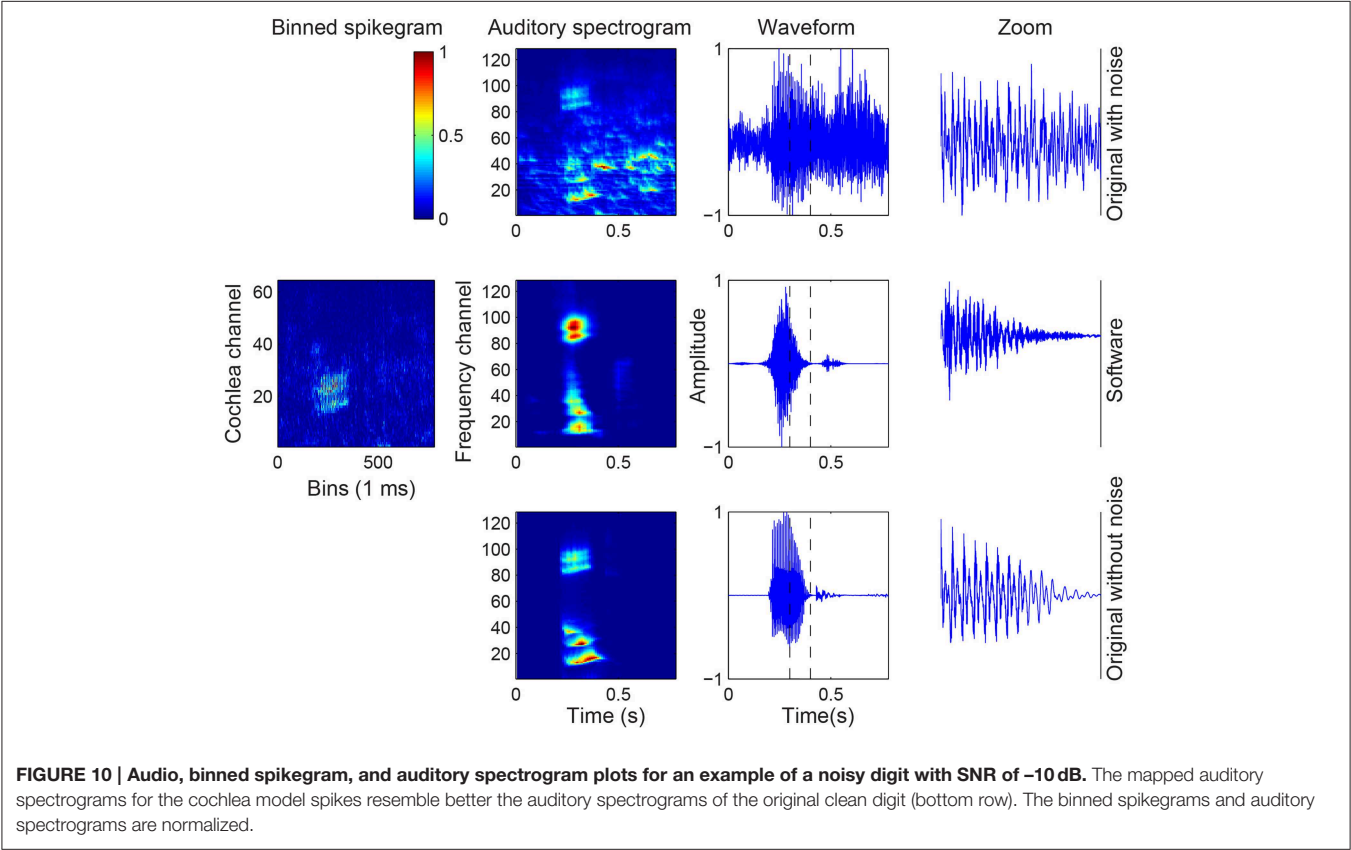 Binned spikegram
Auditory spectrogram
Waveform
Zoom
1
0.5
0
120
100
80
60
40
20
0
0.5
1
−1
0
0.5
Original with noise
Cochlea channel
60
40
20
0
500
Bins (1 ms)
Frequency channel
120
100
80
60
40
20
0
0.5
Amplitude
1
−1
0
0.5
Software
120
100
80
60
40
20
0
0.5
Time (s)
1
−1
0
0.5
Time(s)
Original without noise
FIGURE 10 | Audio, binned spikegram, and auditory spectrogram plots for an example of a noisy digit with SNR of –10 dB. The mapped auditory
spectrograms for the cochlea model spikes resemble better the auditory spectrograms of the original clean digit (bottom row). The binned spikegrams and auditory
spectrograms are normalized.